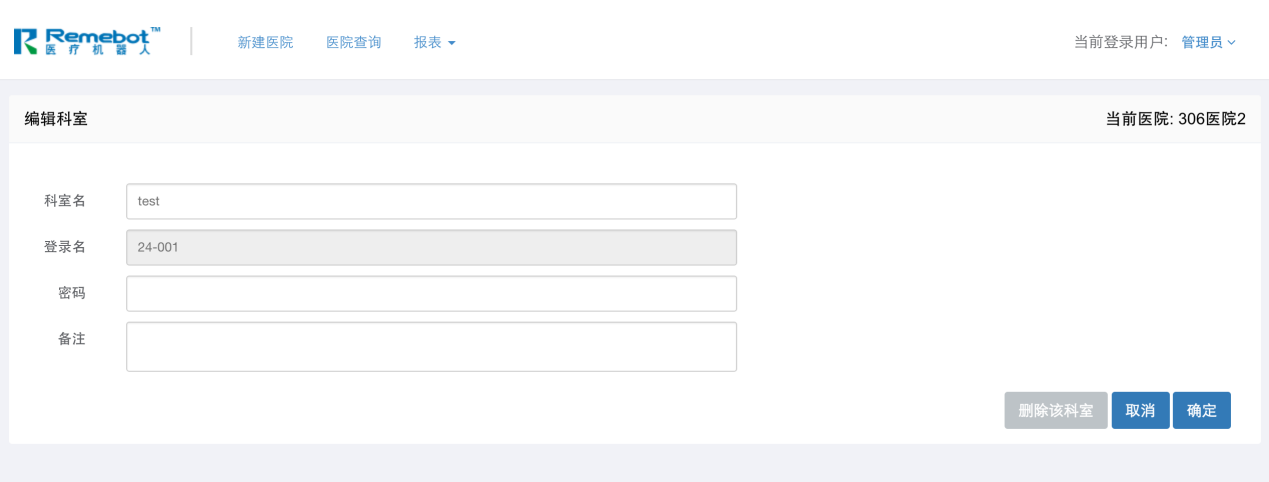 Remebot™
医疗机器人
新建医院 医院查询 报表
当前登录用户: 管理员
编辑科室 当前医院: 306医院2
科室名 test
登录名 24-001
密码
备注
删除该科室 取消 确定